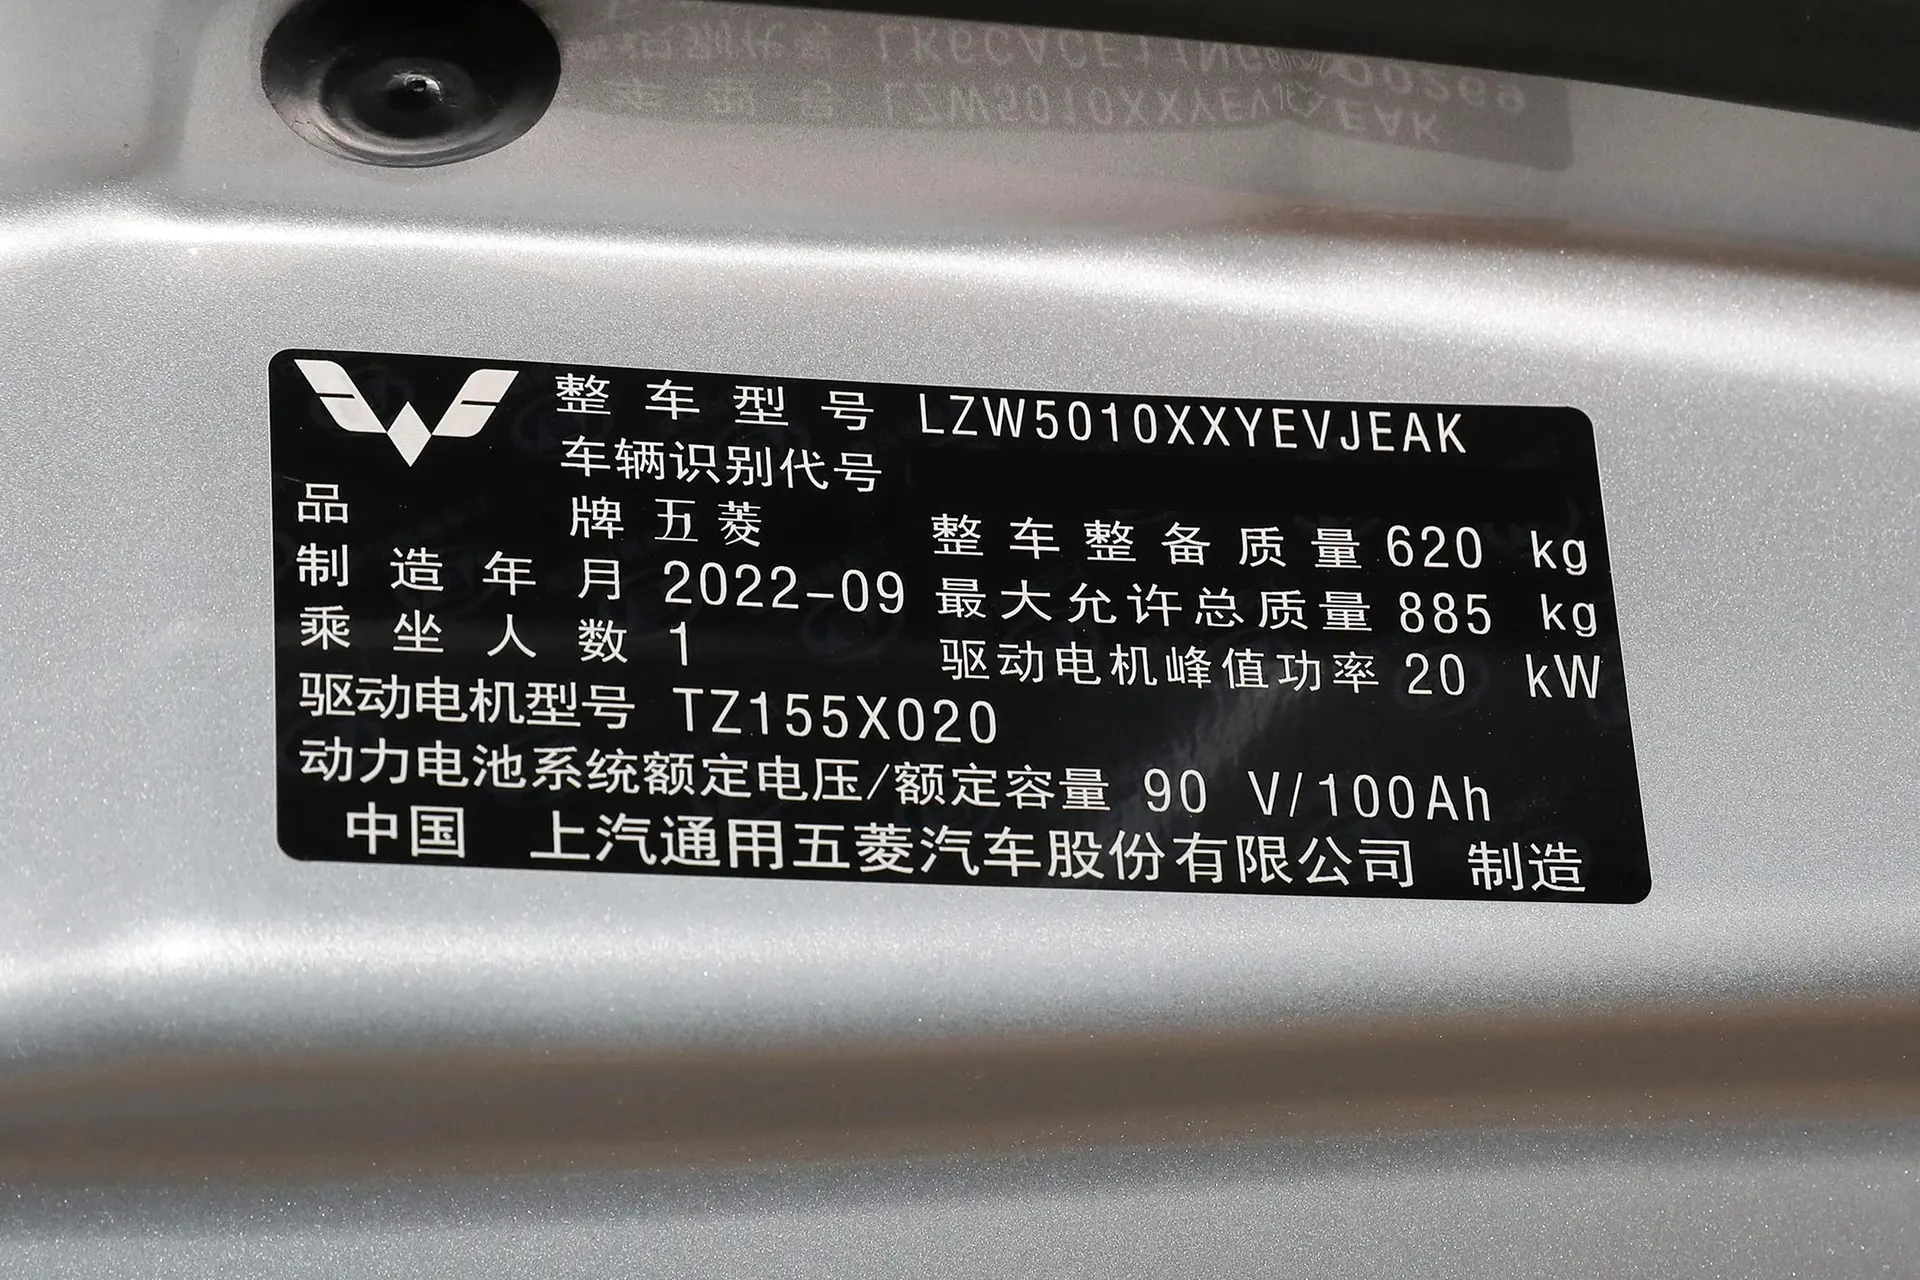 整车型号 LZW5010XXYEVJEAK
车辆识别代号
品牌 五菱 整车整备质量 620 kg
制造年月 2022-09 最大允许总质量 885 kg
乘坐人数 1 驱动电机峰值功率 20 kW
驱动电机型号 TZ155X020
动力电池系统额定电压/额定容量 90 V/100Ah
中国 上汽通用五菱汽车股份有限公司 制造